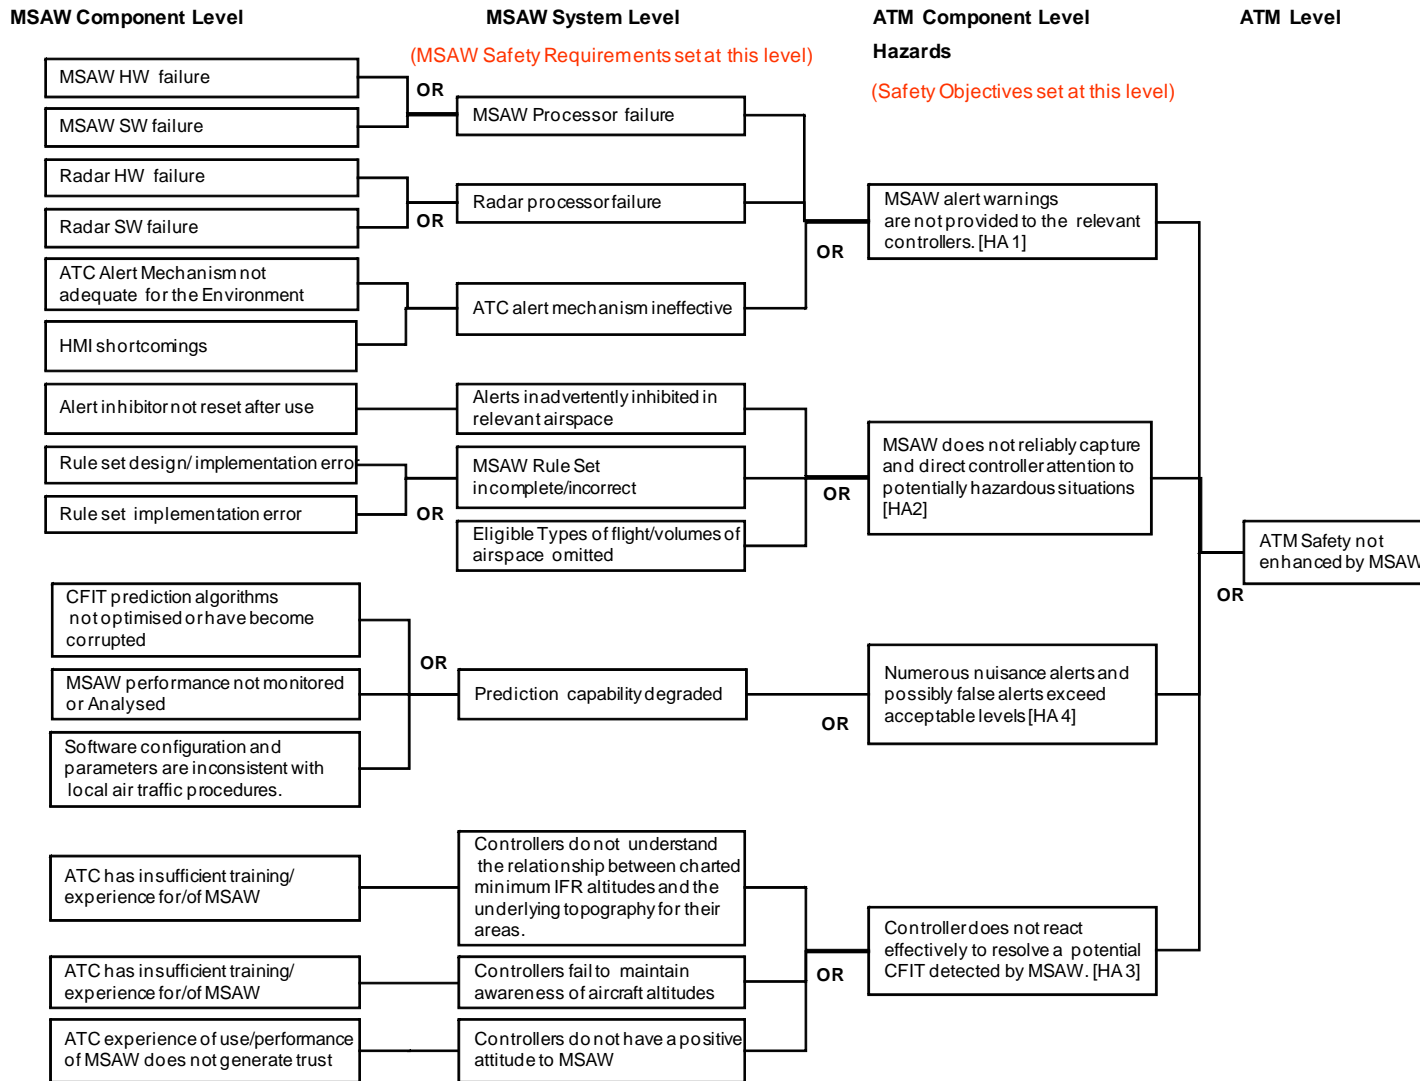 MSAW Component Level
MSAW System Level
ATM Component Level
ATM Level
(MSAW Safety Requirements set at this level)
Hazards
(Safety Objectives set at this level)
MSAW HW failure
OR
MSAW SW failure
MSAW Processor failure
Radar HW failure
Radar SW failure
OR
Radar processor failure
ATC Alert Mechanism not
adequate for the Environment
HMI shortcomings
ATC alert mechanism ineffective
OR
MSAW alert warnings
are not provided to the relevant
controllers. [HA 1]
Alert inhibitor not reset after use
Alerts inadvertently inhibited in
relevant airspace
Rule set design/ implementation error
Rule set implementation error
OR
MSAW Rule Set
incomplete/incorrect
Eligible Types of flight/volumes of
airspace omitted
OR
MSAW does not reliably capture
and direct controller attention to
potentially hazardous situations
[HA2]
ATM Safety not
enhanced by MSAW
OR
CFIT prediction algorithms
not optimised or have become
corrupted
OR
MSAW performance not monitored
or Analysed
Software configuration and
parameters are inconsistent with
local air traffic procedures.
Prediction capability degraded
OR
Numerous nuisance alerts and
possibly false alerts exceed
acceptable levels [HA 4]
ATC has insufficient training/
experience for/of MSAW
Controllers do not understand
the relationship between charted
minimum IFR altitudes and the
underlying topography for their
areas.
ATC has insufficient training/
experience for/of MSAW
Controllers fail to maintain
awareness of aircraft altitudes
OR
Controller does not react
effectively to resolve a potential
CFIT detected by MSAW. [HA 3]
ATC experience of use/performance
of MSAW does not generate trust
Controllers do not have a positive
attitude to MSAW